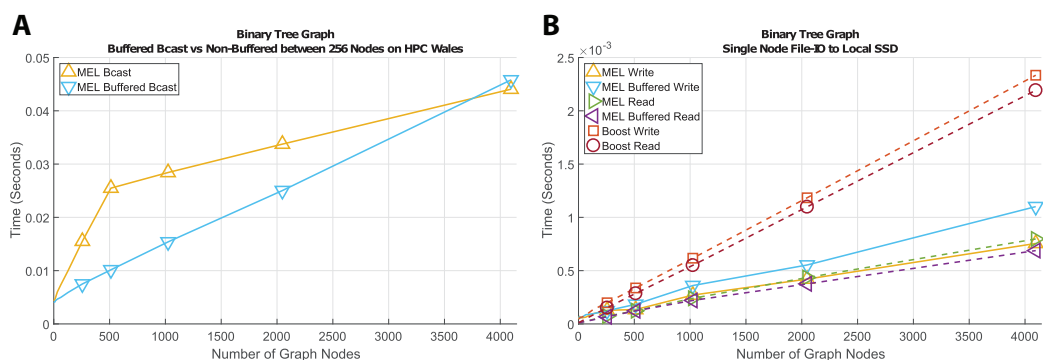 A
Binary Tree Graph
Buffered Bcast vs Non-Buffered between 256 Nodes on HPC Wales
0.05
0.04
0.03
0.02
0.01
0
Time (Seconds)
MEL Bcast
MEL Buffered Bcast
0 500 1000 1500 2000 2500 3000 3500 4000
Number of Graph Nodes
B
Binary Tree Graph
Single Node File-IO to Local SSD
×10⁻³
2.5
2
1.5
1
0.5
0
Time (Seconds)
MEL Write
MEL Buffered Write
MEL Read
MEL Buffered Read
Boost Write
Boost Read
0 500 1000 1500 2000 2500 3000 3500 4000
Number of Graph Nodes